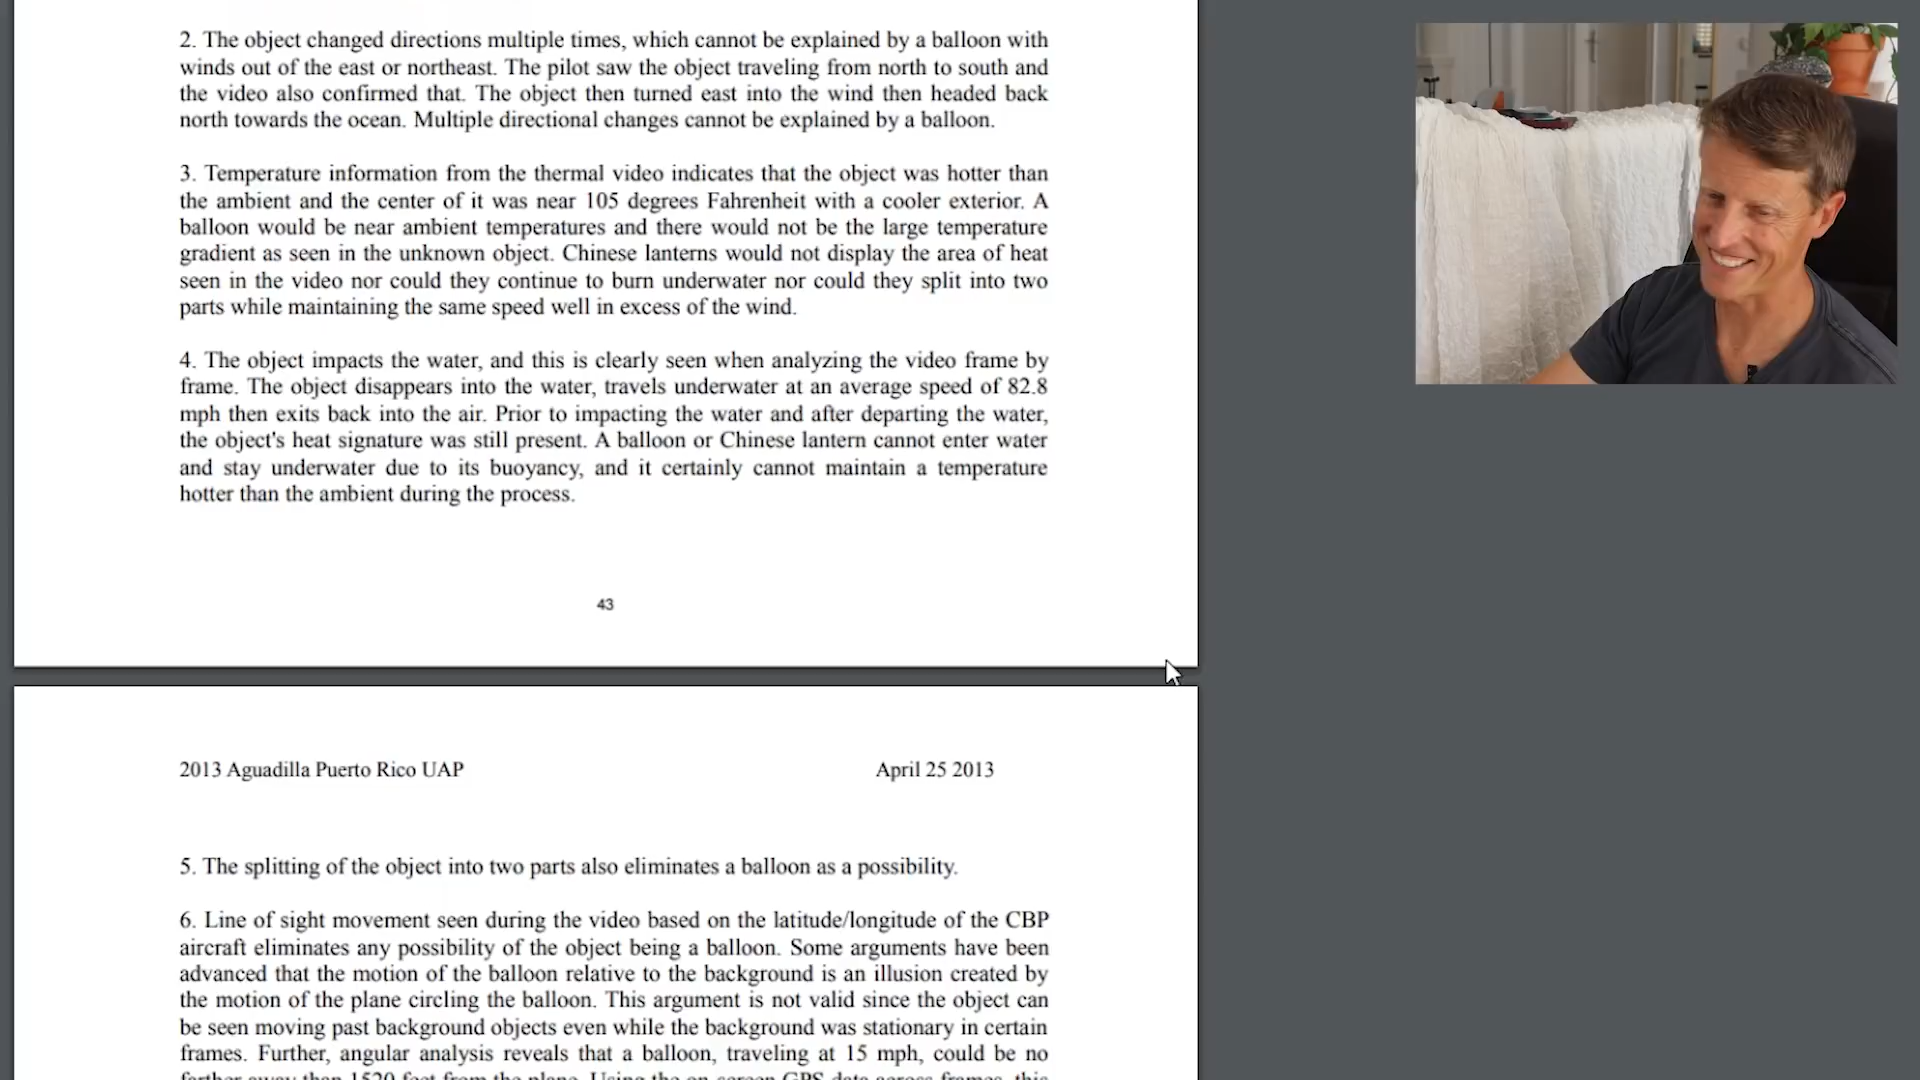 2. The object changed directions multiple times, which cannot be explained by a balloon with
winds out of the east or northeast. The pilot saw the object traveling from north to south and
the video also confirmed that. The object then turned east into the wind then headed back
north towards the ocean. Multiple directional changes cannot be explained by a balloon.
3. Temperature information from the thermal video indicates that the object was hotter than
the ambient and the center of it was near 105 degrees Fahrenheit with a cooler exterior. A
balloon would be near ambient temperatures and there would not be the large temperature
gradient as seen in the unknown object. Chinese lanterns would not display the area of heat
seen in the video nor could they continue to burn underwater nor could they split into two
parts while maintaining the same speed well in excess of the wind.
4. The object impacts the water, and this is clearly seen when analyzing the video frame by
frame. The object disappears into the water, travels underwater at an average speed of 82.8
mph then exits back into the air. Prior to impacting the water and after departing the water,
the object's heat signature was still present. A balloon or Chinese lantern cannot enter water
and stay underwater due to its buoyancy, and it certainly cannot maintain a temperature
hotter than the ambient during the process.
43
2013 Aguadilla Puerto Rico UAP April 25 2013
5. The splitting of the object into two parts also eliminates a balloon as a possibility.
6. Line of sight movement seen during the video based on the latitude/longitude of the CBP
aircraft eliminates any possibility of the object being a balloon. Some arguments have been
advanced that the motion of the balloon relative to the background is an illusion created by
the motion of the plane circling the balloon. This argument is not valid since the object can
be seen moving past background objects even while the background was stationary in certain
frames. Further, angular analysis reveals that a balloon, traveling at 15 mph, could be no
farther away than 1520 feet from the plane. Using the on-screen GPS data across frames, this